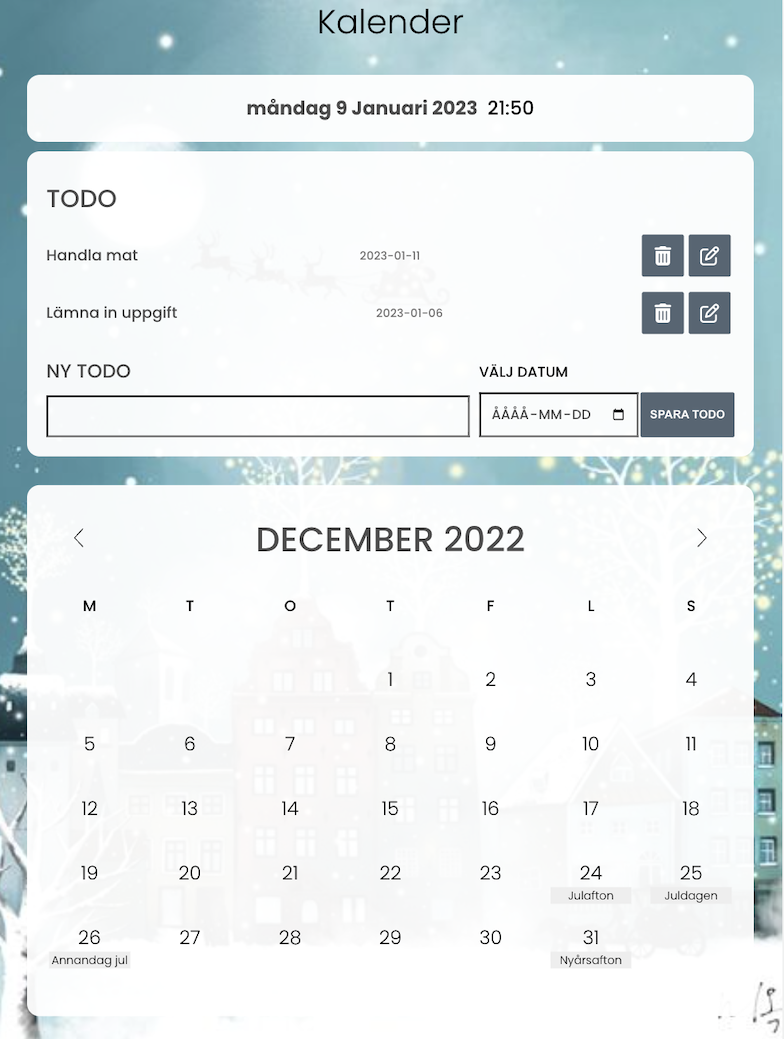 Kalender
måndag 9 Januari 2023 21:50
TODO
Handla mat 2023-01-11
Lämna in uppgift 2023-01-06
NY TODO VÄLJ DATUM
ÅÅÅÅ-MM-DD SPARA TODO
DECEMBER 2022
M T O T F L S
1 2 3 4
5 6 7 8 9 10 11
12 13 14 15 16 17 18
19 20 21 22 23 24 25
Julafton Juldagen
26 27 28 29 30 31
Annandag jul Nyårsafton